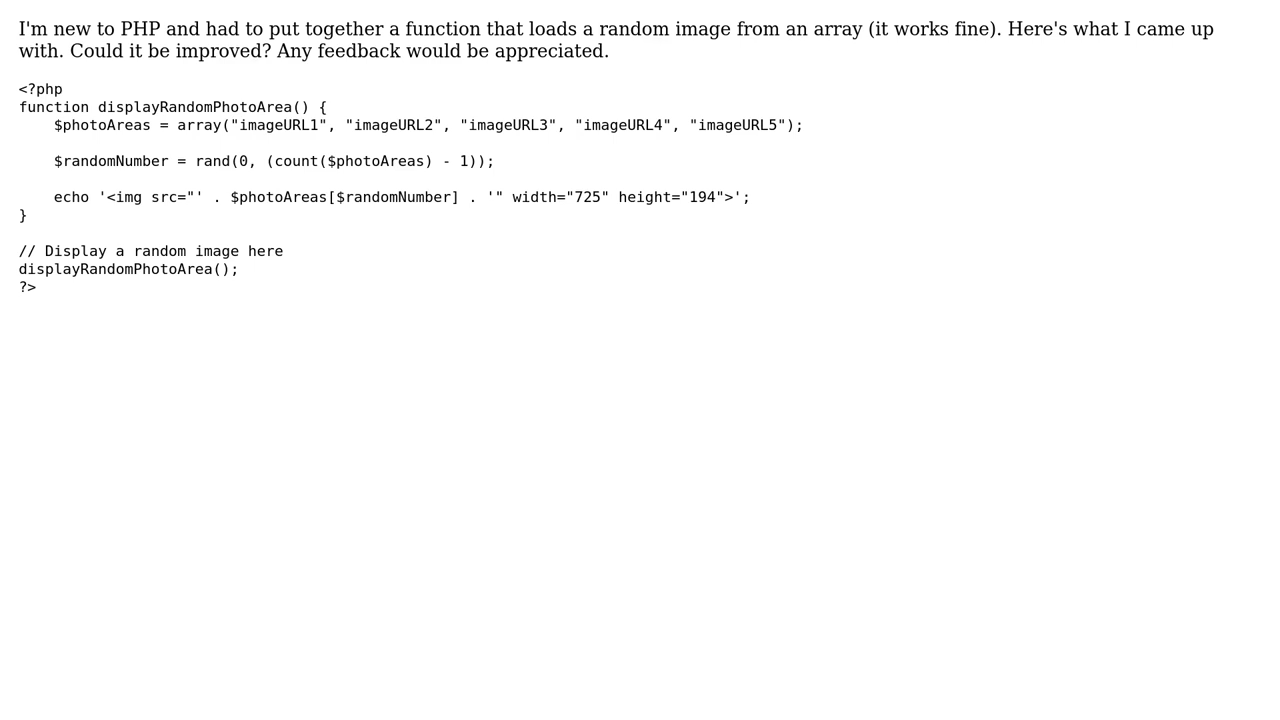 I'm new to PHP and had to put together a function that loads a random image from an array (it works fine). Here's what I came up
with. Could it be improved? Any feedback would be appreciated.
<?php
function displayRandomPhotoArea() {
    $photoAreas = array("imageURL1", "imageURL2", "imageURL3", "imageURL4", "imageURL5");
    $randomNumber = rand(0, (count($photoAreas) - 1));
    echo '<img src="' . $photoAreas[$randomNumber] . '" width="725" height="194">';
}
// Display a random image here
displayRandomPhotoArea();
?>